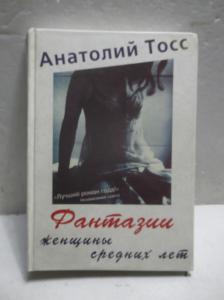 Анатолий Тосс
«Лучший роман года!»
Фантазии
женщины
средних лет